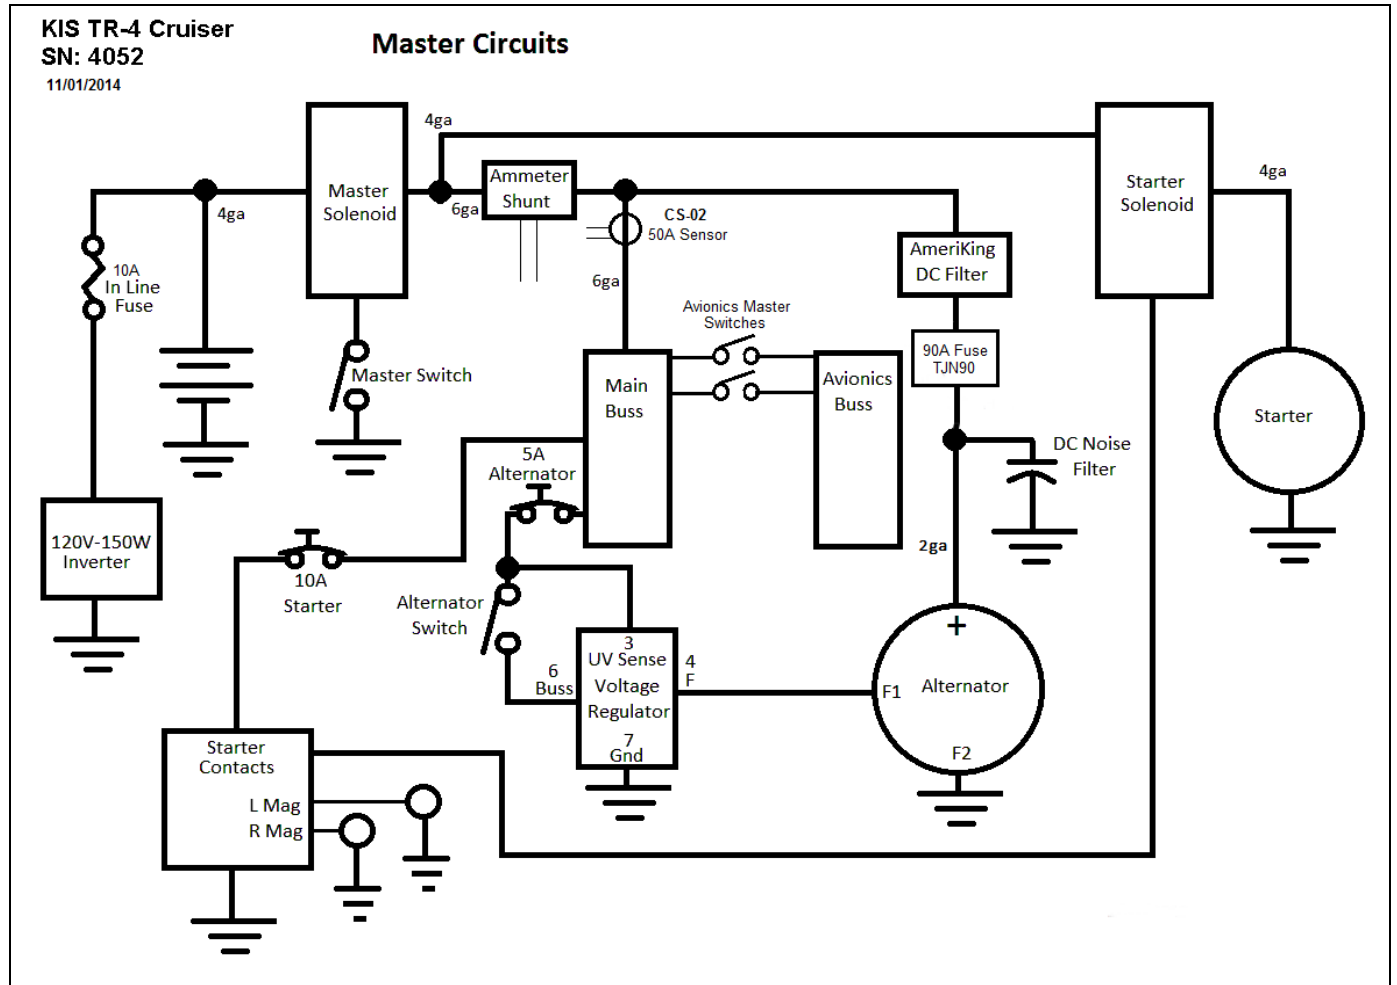 KIS TR-4 Cruiser
SN: 4052
11/01/2014
Master Circuits
4ga
Master
Solenoid
4ga
6ga
Ammeter
Shunt
CS-02
50A Sensor
6ga
AmeriKing
DC Filter
90A Fuse
TJN90
Starter
Solenoid
4ga
Starter
10A
In Line
Fuse
Master Switch
Avionics Master
Switches
Main
Buss
Avionics
Buss
DC Noise
Filter
5A
Alternator
120V-150W
Inverter
10A
Starter
Alternator
Switch
2ga
3
UV Sense
Voltage
Regulator
7
Gnd
6
Buss
4
F
+
F1
Alternator
F2
Starter
Contacts
L Mag
R Mag